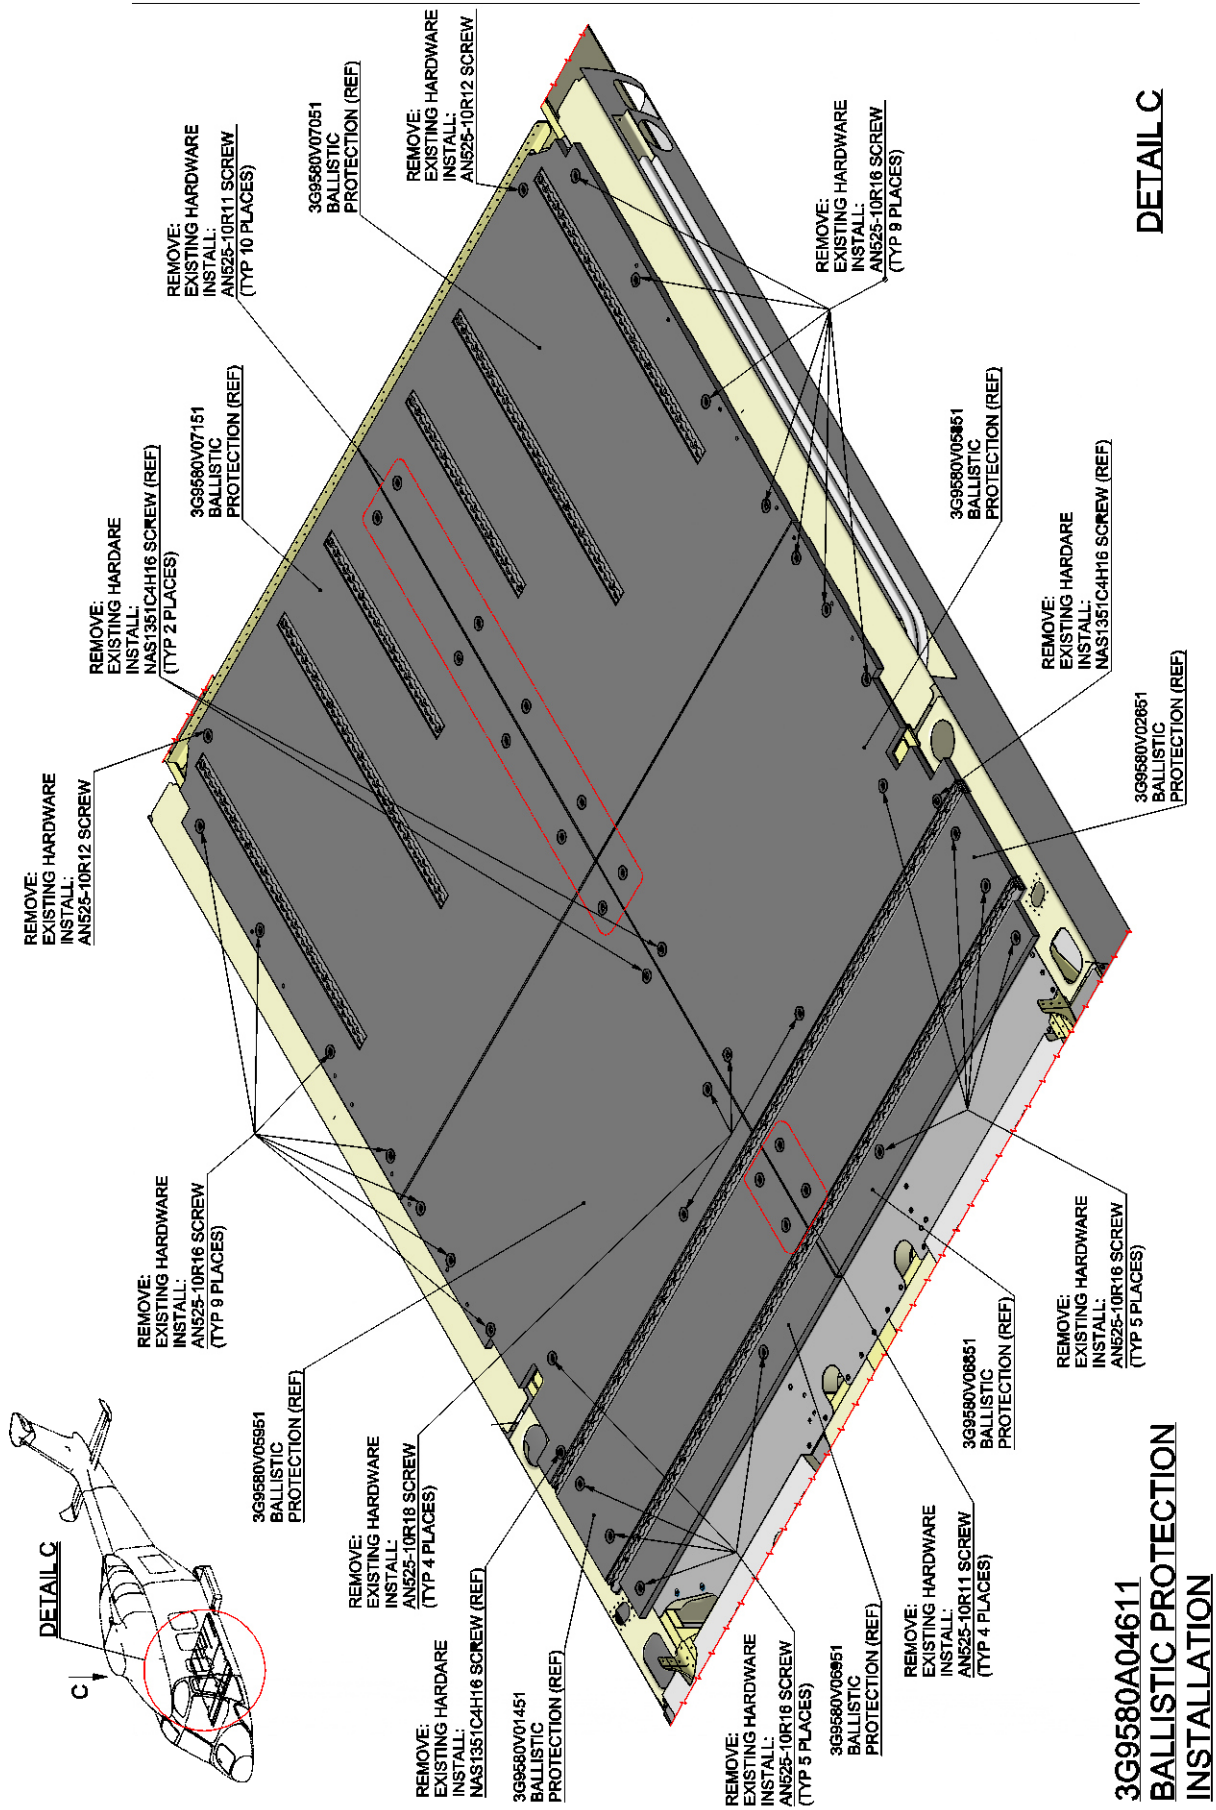 DETAIL C
C
REMOVE:
EXISTING HARDWARE
INSTALL:
AN525-10R12 SCREW
REMOVE:
EXISTING HARDARE
INSTALL:
NAS1351C4H16 SCREW (REF)
(TYP 2 PLACES)
3G9580V07151
BALLISTIC
PROTECTION (REF)
REMOVE:
EXISTING HARDWARE
INSTALL:
AN525-10R11 SCREW
(TYP 10 PLACES)
3G9580V07051
BALLISTIC
PROTECTION (REF)
REMOVE:
EXISTING HARDWARE
INSTALL:
AN525-10R12 SCREW
REMOVE:
EXISTING HARDWARE
INSTALL:
AN525-10R16 SCREW
(TYP 9 PLACES)
3G9580V05951
BALLISTIC
PROTECTION (REF)
REMOVE:
EXISTING HARDWARE
INSTALL:
AN525-10R18 SCREW
(TYP 4 PLACES)
REMOVE:
EXISTING HARDARE
INSTALL:
NAS1351C4H16 SCREW (REF)
3G9580V01451
BALLISTIC
PROTECTION (REF)
REMOVE:
EXISTING HARDWARE
INSTALL:
AN525-10R16 SCREW
(TYP 5 PLACES)
3G9580V06951
BALLISTIC
PROTECTION (REF)
REMOVE:
EXISTING HARDWARE
INSTALL:
AN525-10R11 SCREW
(TYP 4 PLACES)
3G9580V06851
BALLISTIC
PROTECTION (REF)
REMOVE:
EXISTING HARDWARE
INSTALL:
AN525-10R16 SCREW
(TYP 5 PLACES)
3G9580V02651
BALLISTIC
PROTECTION (REF)
REMOVE:
EXISTING HARDARE
INSTALL:
NAS1351C4H16 SCREW (REF)
3G9580V05851
BALLISTIC
PROTECTION (REF)
REMOVE:
EXISTING HARDWARE
INSTALL:
AN525-10R16 SCREW
(TYP 9 PLACES)
3G9580A04611
BALLISTIC PROTECTION
INSTALLATION
DETAIL C